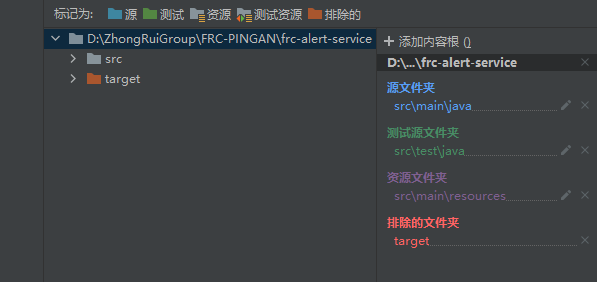 标记为: 源 测试 资源 测试资源 排除的
D:\ZhongRuiGroup\FRC-PINGAN\frc-alert-service
src
target
+ 添加内容根 ()
D:\...\frc-alert-service
源文件夹
src\main\java
测试源文件夹
src\test\java
资源文件夹
src\main\resources
排除的文件夹
target